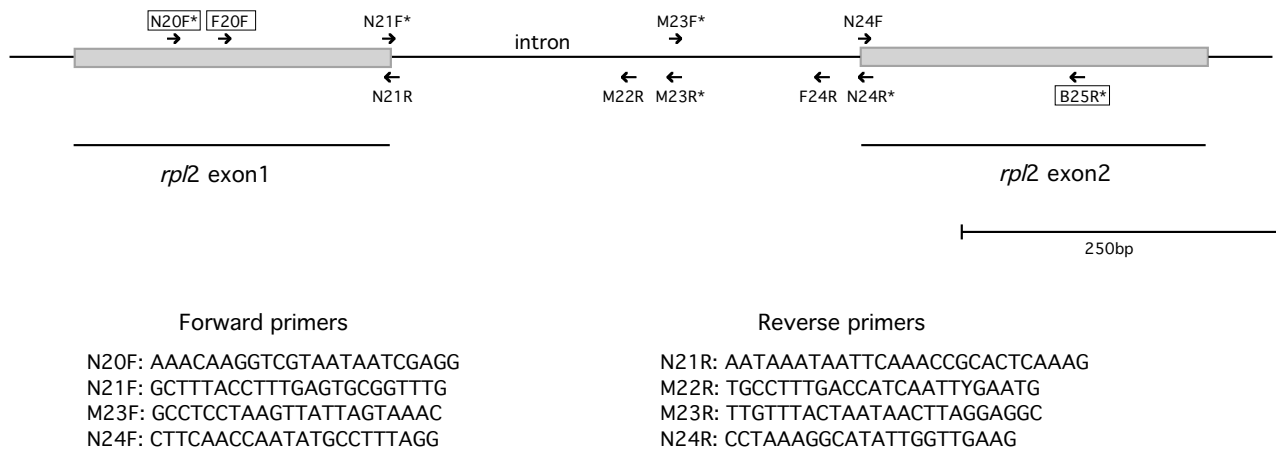 N20F* F20F N21F* M23F* N24F
intron
N21R M22R M23R* F24R N24R* B25R*
rpl2 exon1 rpl2 exon2
250bp
Forward primers
N20F: AAACAAGGTCGTAATAATCGAGG
N21F: GCTTTACCTTTGAGTGCGGTTTG
M23F: GCCTCCTAAGTTATTAGTAAAC
N24F: CTTCAACCAATATGCCTTTAGG
Reverse primers
N21R: AATAAATAATTCAAACCGCACTCAAAG
M22R: TGCCTTTGACCATCAATTYGAATG
M23R: TTGTTTACTAATAACTTAGGAGGC
N24R: CCTAAAGGCATATTGGTTGAAG